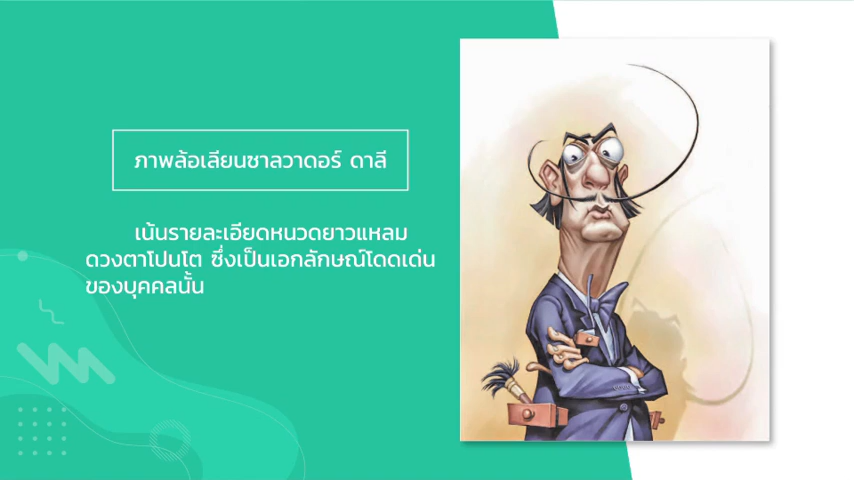 ภาพล้อเลียนซาลวาดอร์ ดาลี
เน้นรายละเอียดหนวดยาวแหลม
ดวงตาโปนโต ซึ่งเป็นเอกลักษณ์โดดเด่น
ของบุคคลนั้น